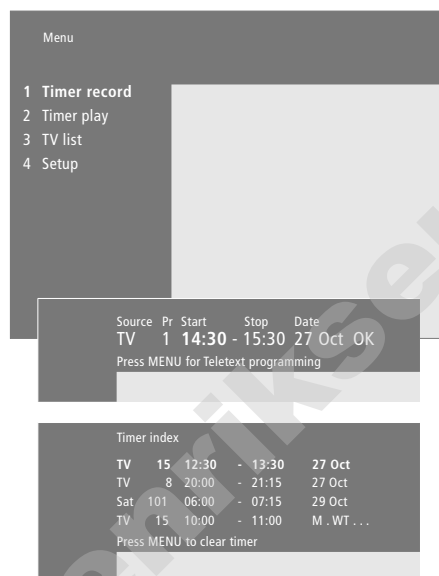 Menu
1 Timer record
2 Timer play
3 TV list
4 Setup
Source Pr Start Stop Date
TV 1 14:30 - 15:30 27 Oct OK
Press MENU for Teletext programming
Timer index
TV 15 12:30 - 13:30 27 Oct
TV 8 20:00 - 21:15 27 Oct
Sat 101 06:00 - 07:15 29 Oct
TV 15 10:00 - 11:00 M . WT . . .
Press MENU to clear timer